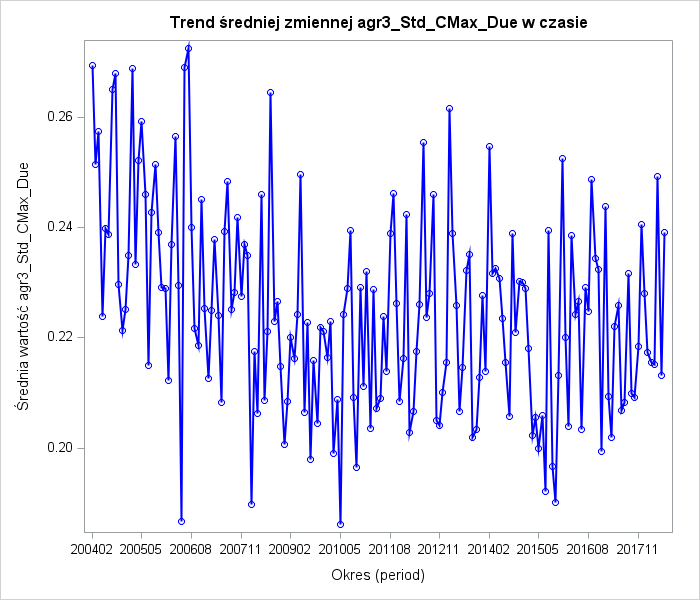 Trend średniej zmiennej agr3_Std_CMax_Due w czasie
Średnia wartość agr3_Std_CMax_Due
0.26
0.24
0.22
0.20
200402 200505 200608 200711 200902 201005 201108 201211 201402 201505 201608 201711
Okres (period)